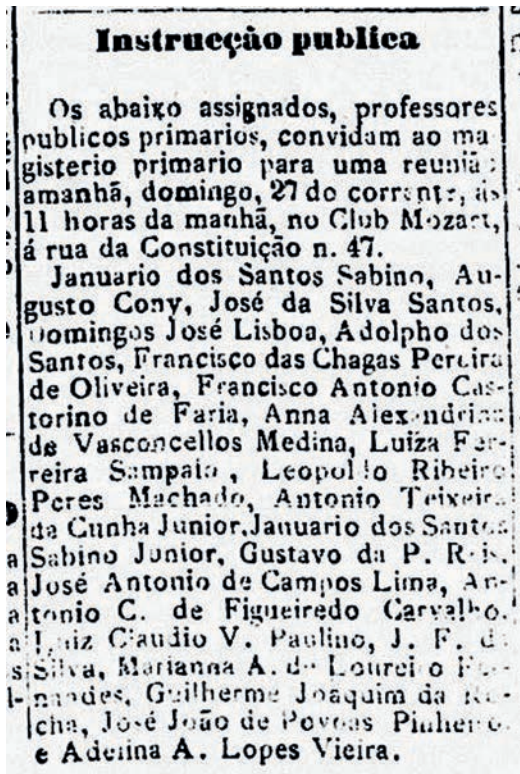 Instrucção publica
Os abaixo assignados, professores
publicos primarios, convidam ao ma-
gisterio primario para uma reunião
amanhã, domingo, 27 do corrente, ás
11 horas da manhã, no Club Mozart,
á rua da Constituição n. 47.
Januario dos Santos Sabino, Au-
gusto Cony, José da Silva Santos,
Domingos José Lisboa, Adolpho dos
Santos, Francisco das Chagas Pereira
de Oliveira, Francisco Antonio Cas-
torino de Faria, Anna Alexandrina
de Vasconcellos Medina, Luiza Fer-
reira Sampaio, Leopoldo Ribeiro
Peres Machado, Antonio Teixeira
da Cunha Junior, Januario dos Santos
Sabino Junior, Gustavo da P. Reis,
José Antonio de Campos Lima, An-
tonio C. de Figueiredo Carvalho,
Luiz Claudio V. Paulino, J. F. da
Silva, Marianna A. de Loureiro Fer-
nandes, Guilherme Joaquim da Ro-
cha, José João de Povoas Pinheiro
e Adelina A. Lopes Vieira.